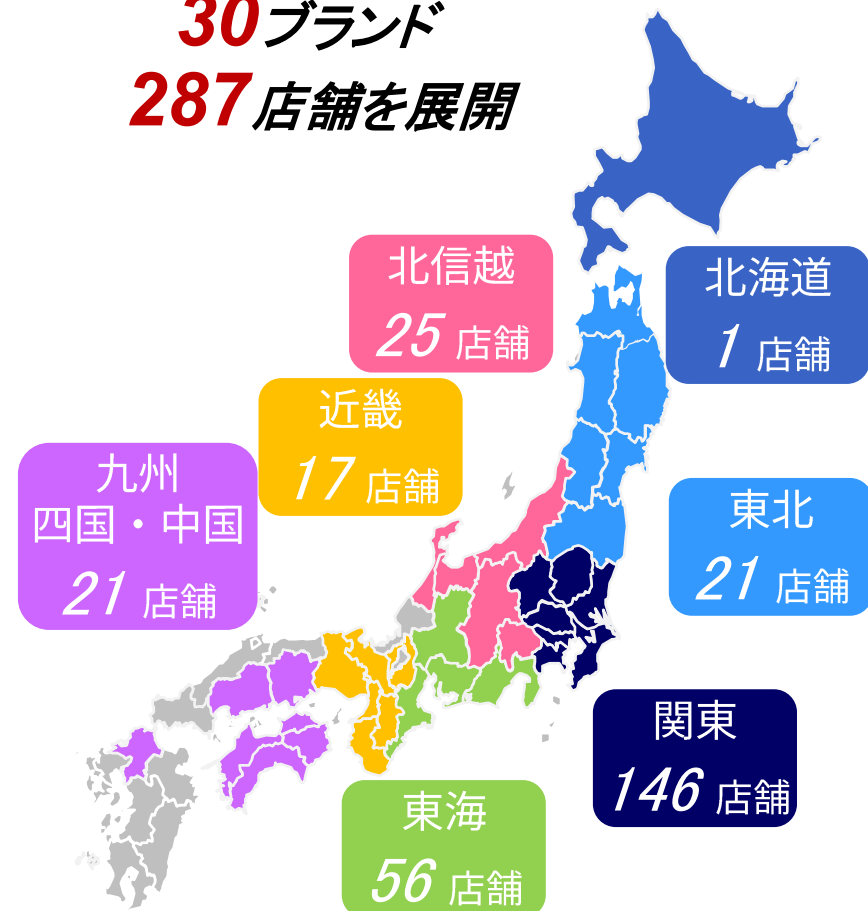 30ブランド
287店舗を展開
北信越
25 店舗
北海道
1 店舗
近畿
17 店舗
九州
四国・中国
21 店舗
東北
21 店舗
関東
146 店舗
東海
56 店舗